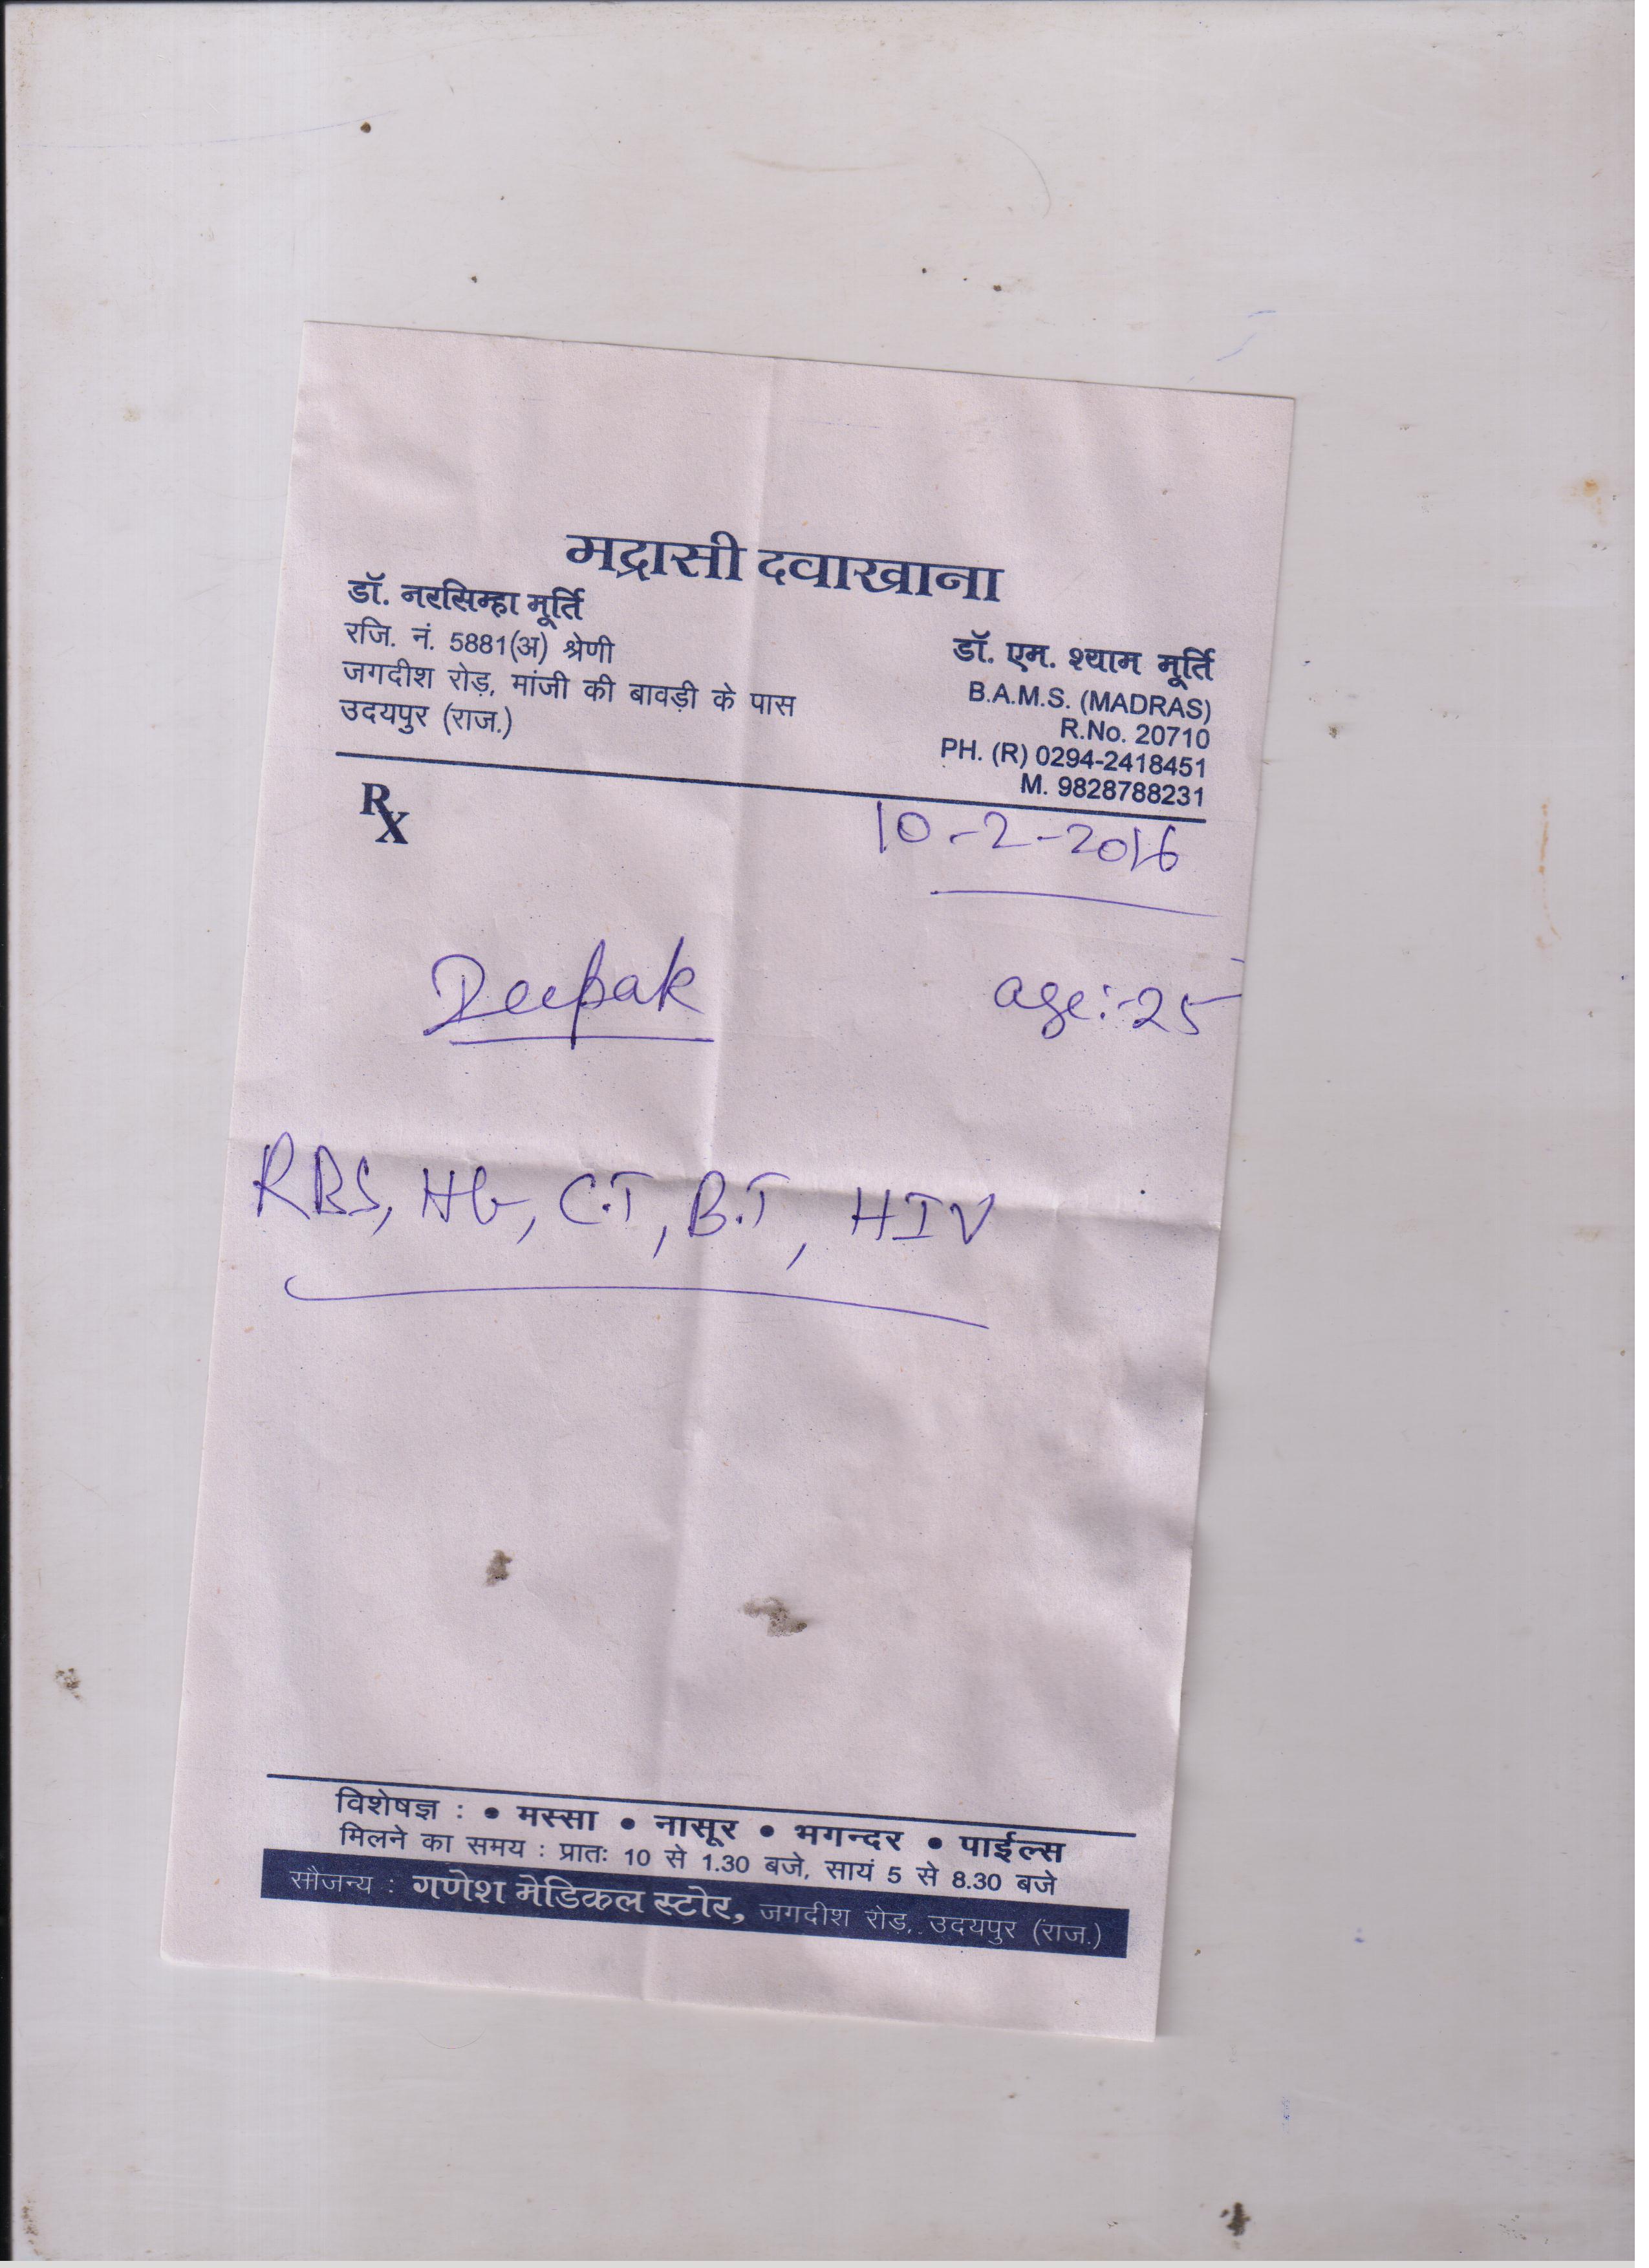 मद्रासी दवाखाना
डॉ. नरसिम्हा मूर्ति
रजि. नं. 5881(अ) श्रेणी
जगदीश रोड़, मांजी की बावड़ी के पास
उदयपुर (राज.)
डॉ. एम. श्याम मूर्ति
B.A.M.S. (MADRAS)
R.No. 20710
PH. (R) 0294-2418451
M. 9828788231
Rx
10-2-2016
Deepak age:-25
RBS, HG, C.T, B.T, HIV
विशेषज्ञ : • मस्सा • नासूर • भगन्दर • पाईल्स
मिलने का समय : प्रातः 10 से 1.30 बजे, सायं 5 से 8.30 बजे
सौजन्य : गणेश मेडिकल स्टोर, जगदीश रोड़, उदयपुर (राज.)